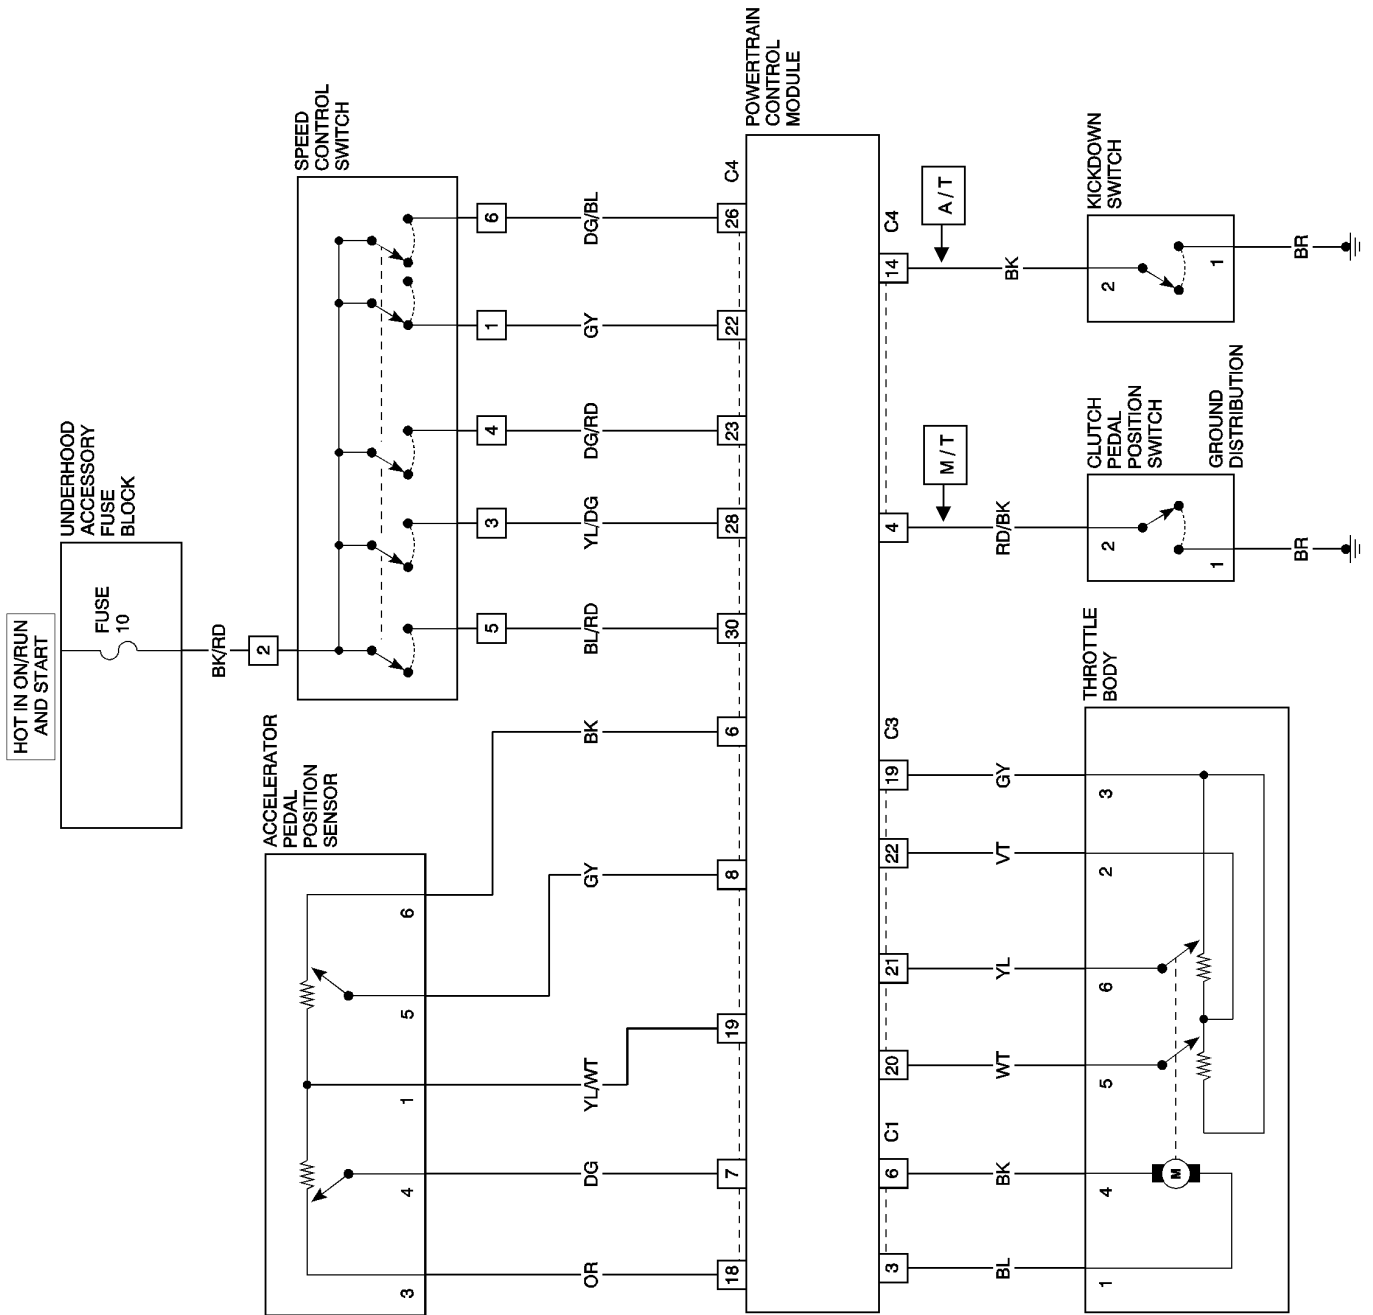 HOT IN ON/RUN
AND START
UNDERHOOD
ACCESSORY
FUSE
BLOCK
FUSE
10
BK/RD
2
SPEED
CONTROL
SWITCH
5
3
4
1
6
BL/RD
YL/DG
DG/RD
GY
DG/BL
ACCELERATOR
PEDAL
POSITION
SENSOR
3
4
1
5
6
OR
DG
YL/WT
GY
BK
POWERTRAIN
CONTROL
MODULE
18
7
19
8
6
30
28
23
22
26
C4
3
6
C1
20
21
22
19
C3
4
14
C4
M / T
A / T
BL
BK
WT
YL
VT
GY
RD/BK
BK
THROTTLE
BODY
1
4
5
6
2
3
M
CLUTCH
PEDAL
POSITION
SWITCH
2
1
GROUND
DISTRIBUTION
BR
KICKDOWN
SWITCH
2
1
BR